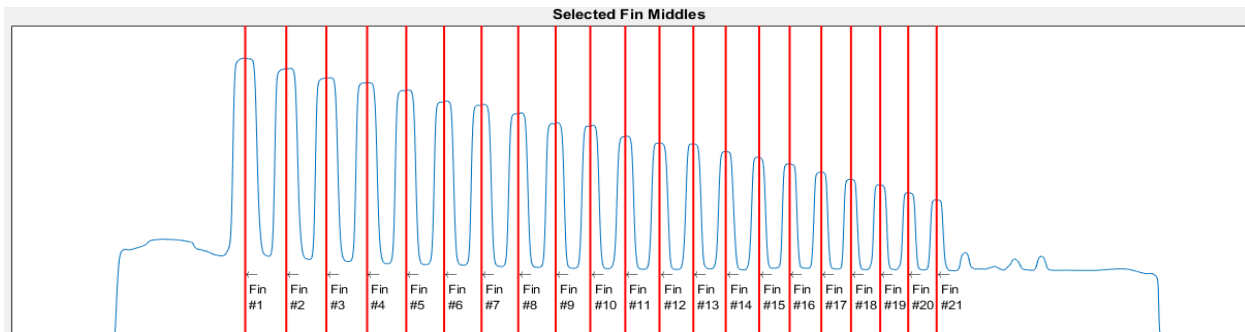 Selected Fin Middles
← Fin #1
← Fin #2
← Fin #3
← Fin #4
← Fin #5
← Fin #6
← Fin #7
← Fin #8
← Fin #9
← Fin #10
← Fin #11
← Fin #12
← Fin #13
← Fin #14
← Fin #15
← Fin #16
← Fin #17
← Fin #18
← Fin #19
← Fin #20
← Fin #21